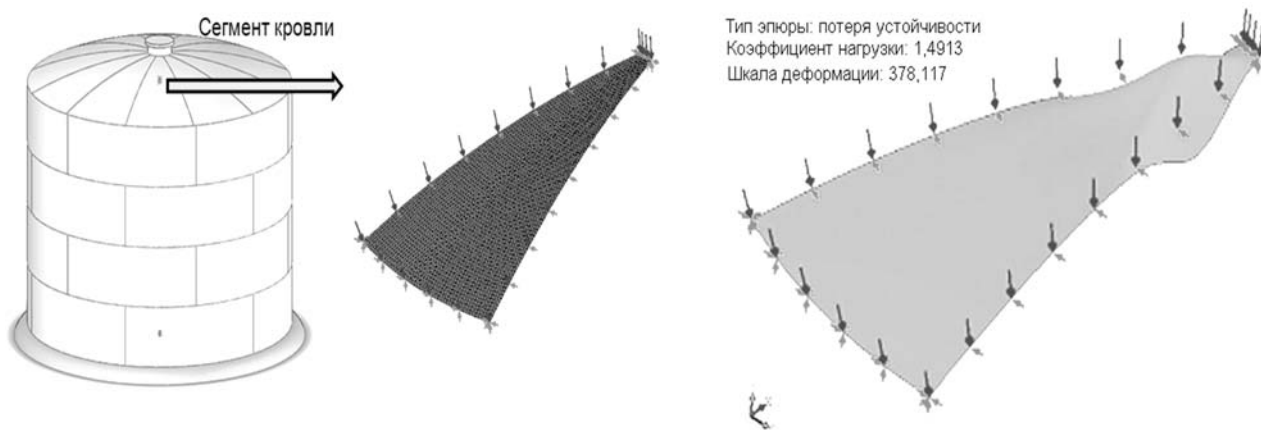 Сегмент кровли
Тип эпюры: потеря устойчивости
Коэффициент нагрузки: 1,4913
Шкала деформации: 378,117